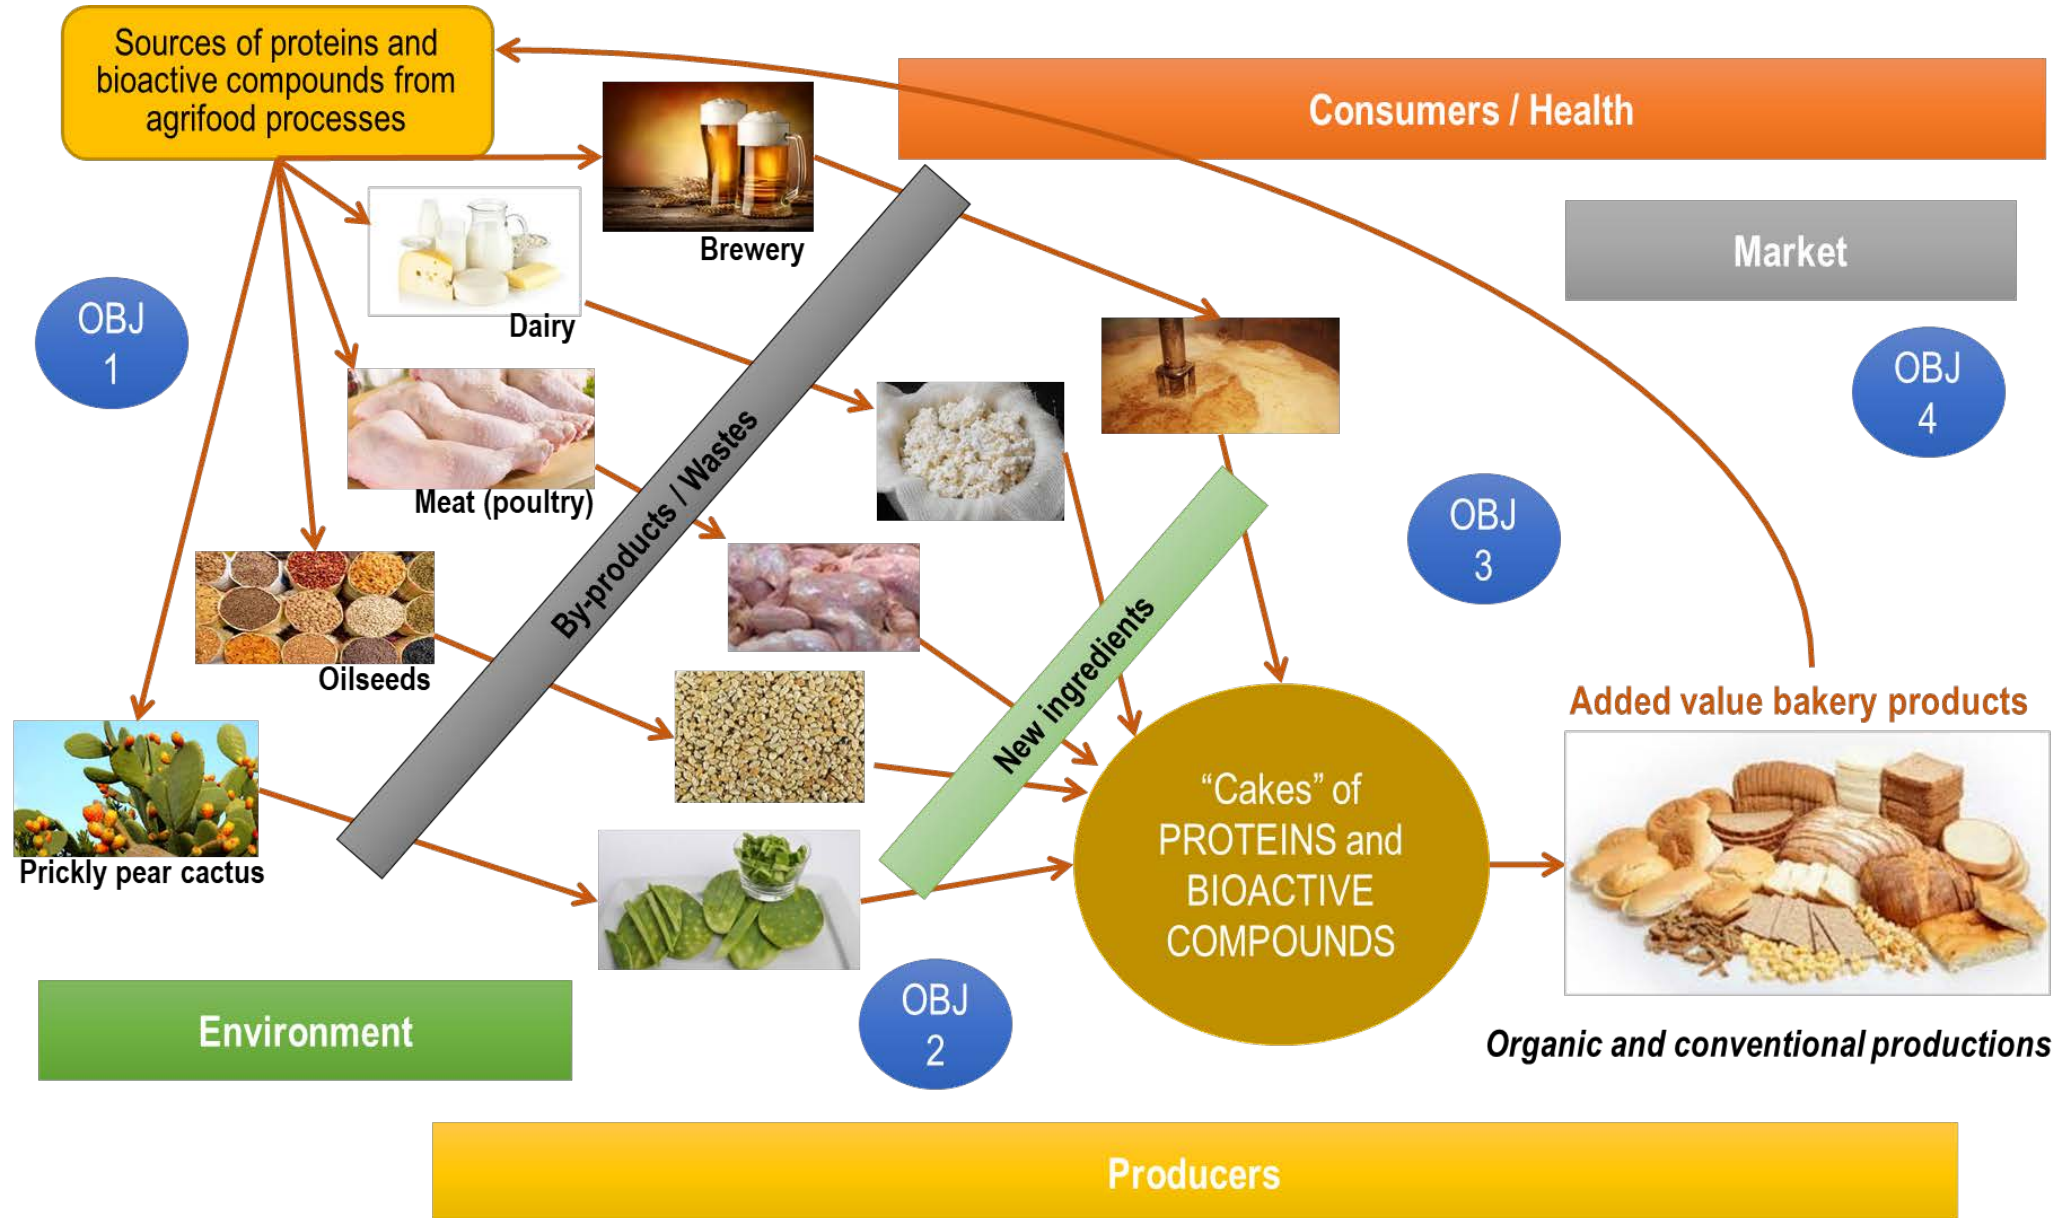 Sources of proteins and
bioactive compounds from
agrifood processes
Consumers / Health
Brewery
Market
Dairy
OBJ
1
OBJ
4
By-products / Wastes
Meat (poultry)
OBJ
3
Oilseeds
New ingredients
Added value bakery products
Prickly pear cactus
“Cakes” of
PROTEINS and
BIOACTIVE
COMPOUNDS
OBJ
2
Environment
Organic and conventional productions
Producers